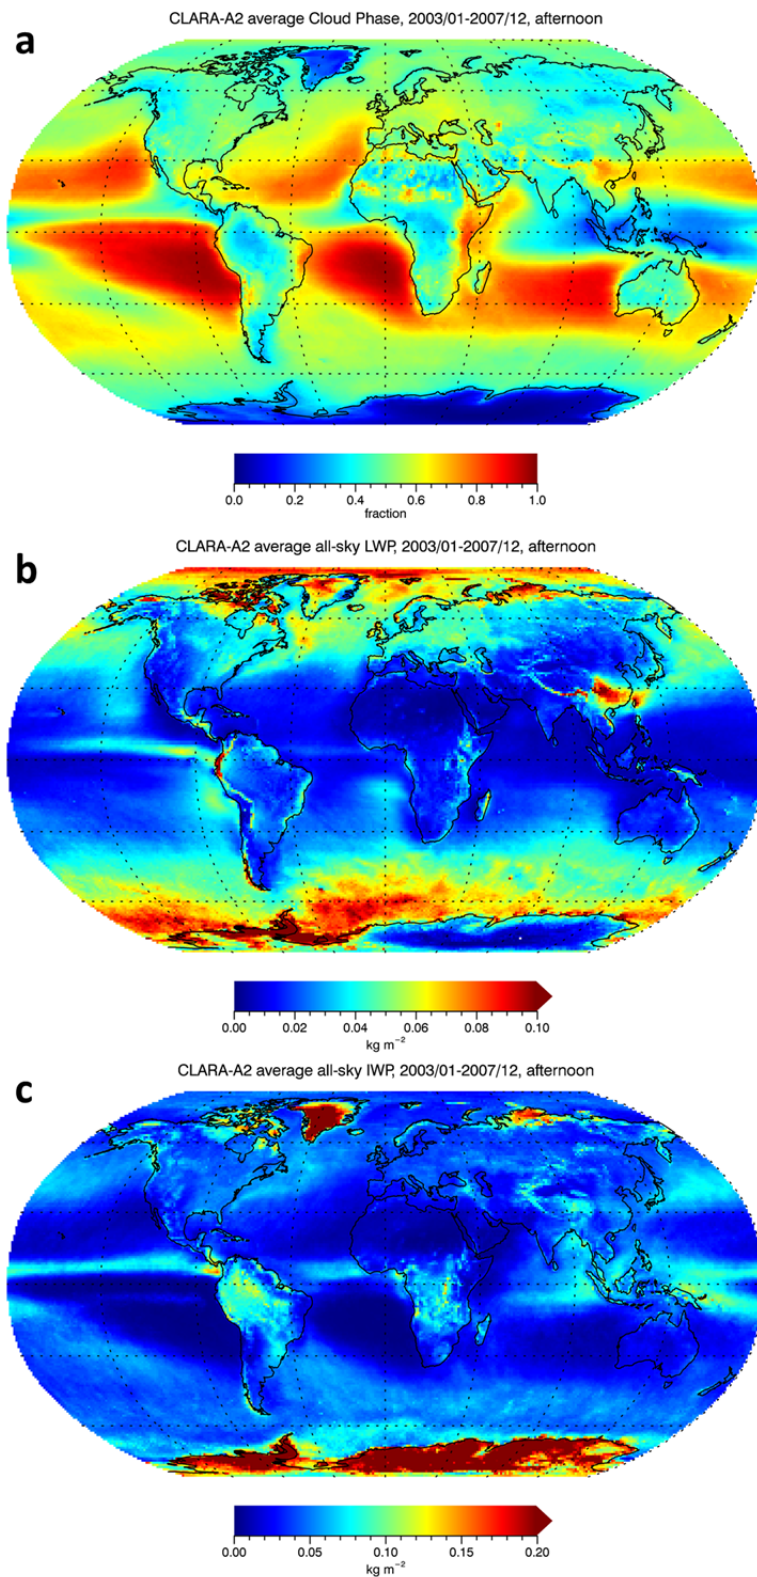 CLARA-A2 average Cloud Phase, 2003/01-2007/12, afternoon
a
0.0 0.2 0.4 0.6 0.8 1.0
fraction
CLARA-A2 average all-sky LWP, 2003/01-2007/12, afternoon
b
0.00 0.02 0.04 0.06 0.08 0.10
kg m⁻²
CLARA-A2 average all-sky IWP, 2003/01-2007/12, afternoon
c
0.00 0.05 0.10 0.15 0.20
kg m⁻²